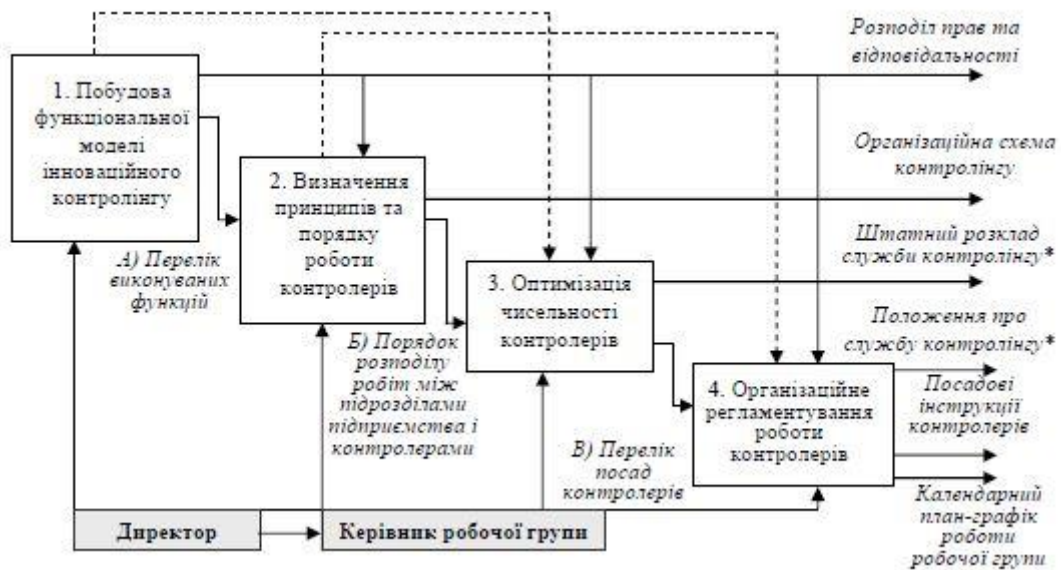 Розподіл прав та
відповідальності
1. Побудова
функціональної
моделі
інноваційного
контролінгу
Організаційна схема
контролінгу
2. Визначення
принципів та
порядку
роботи
контролерів
А) Перелік
виконуваних
функцій
Штатний розклад
служби контролінгу*
3. Оптимізація
чисельності
контролерів
Б) Порядок
розподілу
робіт між
підрозділами
підприємства і
контролерами
Положення про
службу контролінгу*
4. Організаційне
регламентування
роботи
контролерів
Посадові
інструкції
контролерів
В) Перелік
посад
контролерів
Календарний
план-графік
роботи
робочої групи
Директор
Керівник робочої групи